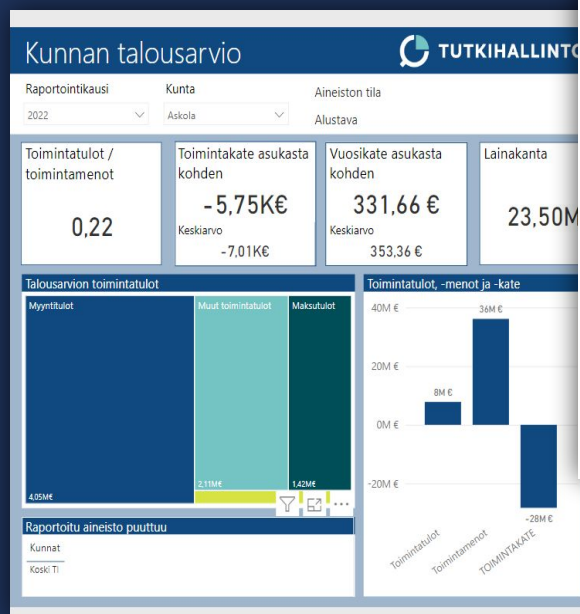 Kunnan talousarvio
TUTKIHALLINTO
Raportointikausi
Kunta
Aineiston tila
2022
Askola
Alustava
Toimintatulot /
toimintamenot
0,22
Toimintakate asukasta
kohden
-5,75K€
Keskiarvo
-7,01K€
Vuosikate asukasta
kohden
331,66 €
Keskiarvo
353,36 €
Lainakanta
23,50M
Talousarvion toimintatulot
Myyntitulot
Muut toimintatulot
Maksutulot
4,05M€
2,11M€
1,42M€
Toimintatulot, -menot ja -kate
40M €
20M €
0M €
-20M €
8M €
36M €
-28M €
Toimintatulot
Toimintamenot
TOIMINTAKATE
Raportoitu aineisto puuttuu
Kunnat
Koski Tl